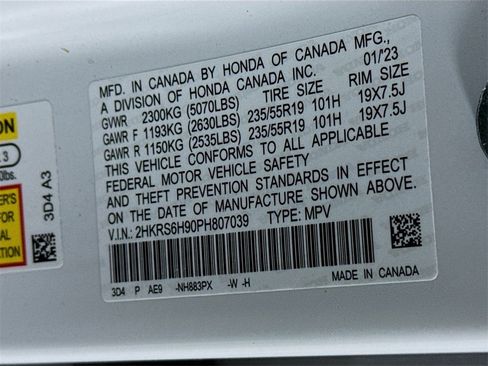 MFD. IN CANADA BY HONDA OF CANADA MFG.,
A DIVISION OF HONDA CANADA INC. 01/'23
GVWR 2300KG (5070LBS) TIRE SIZE RIM SIZE
GAWR F 1193KG (2630LBS) 235/55R19 101H 19X7.5J
GAWR R 1150KG (2535LBS) 235/55R19 101H 19X7.5J
THIS VEHICLE CONFORMS TO ALL APPLICABLE
FEDERAL MOTOR VEHICLE SAFETY
AND THEFT PREVENTION STANDARDS IN EFFECT
ON THE DATE OF MANUFACTURE SHOWN ABOVE.
V.I.N.: 2HKRS6H90PH807039 TYPE: MPV
3D4 P AE9 -NH883PX -W -H MADE IN CANADA
3D4 A3